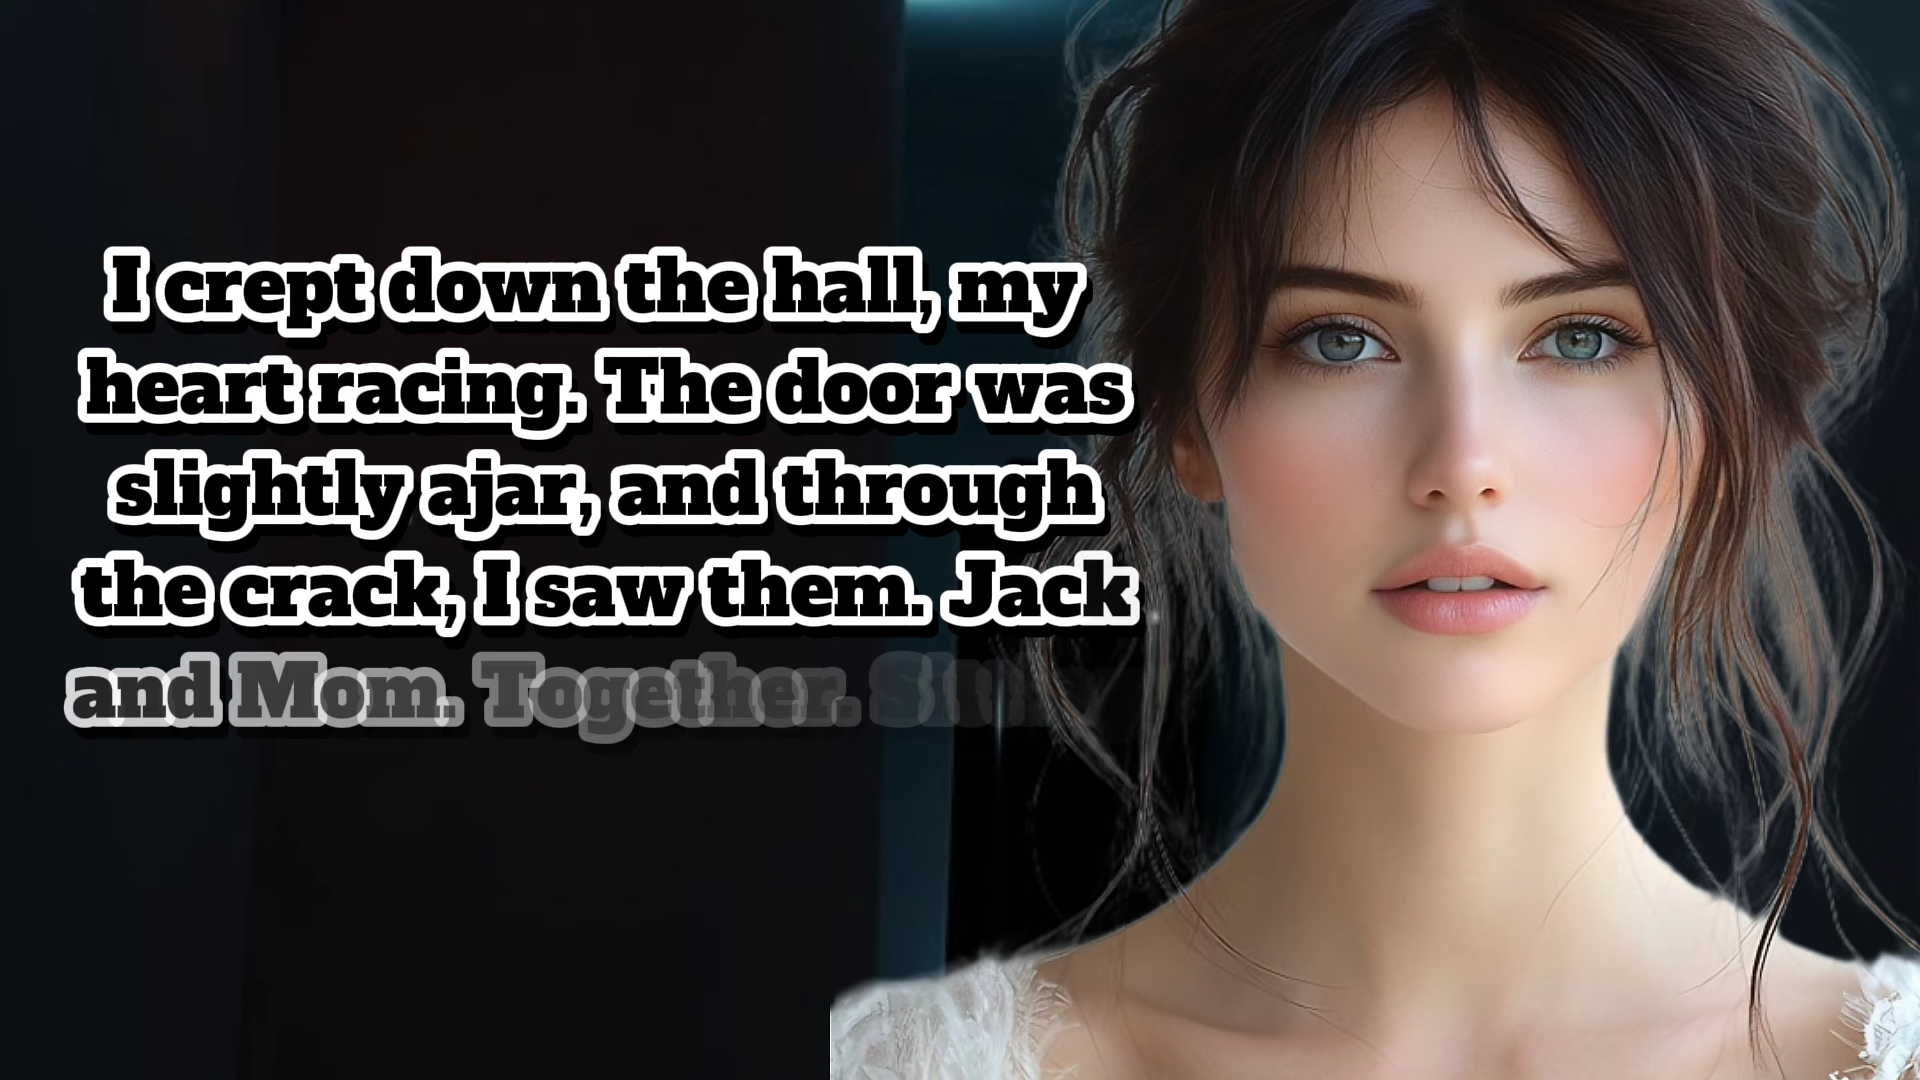 I crept down the hall, my
heart racing. The door was
slightly ajar, and through
the crack, I saw them. Jack
and Mom. Together.